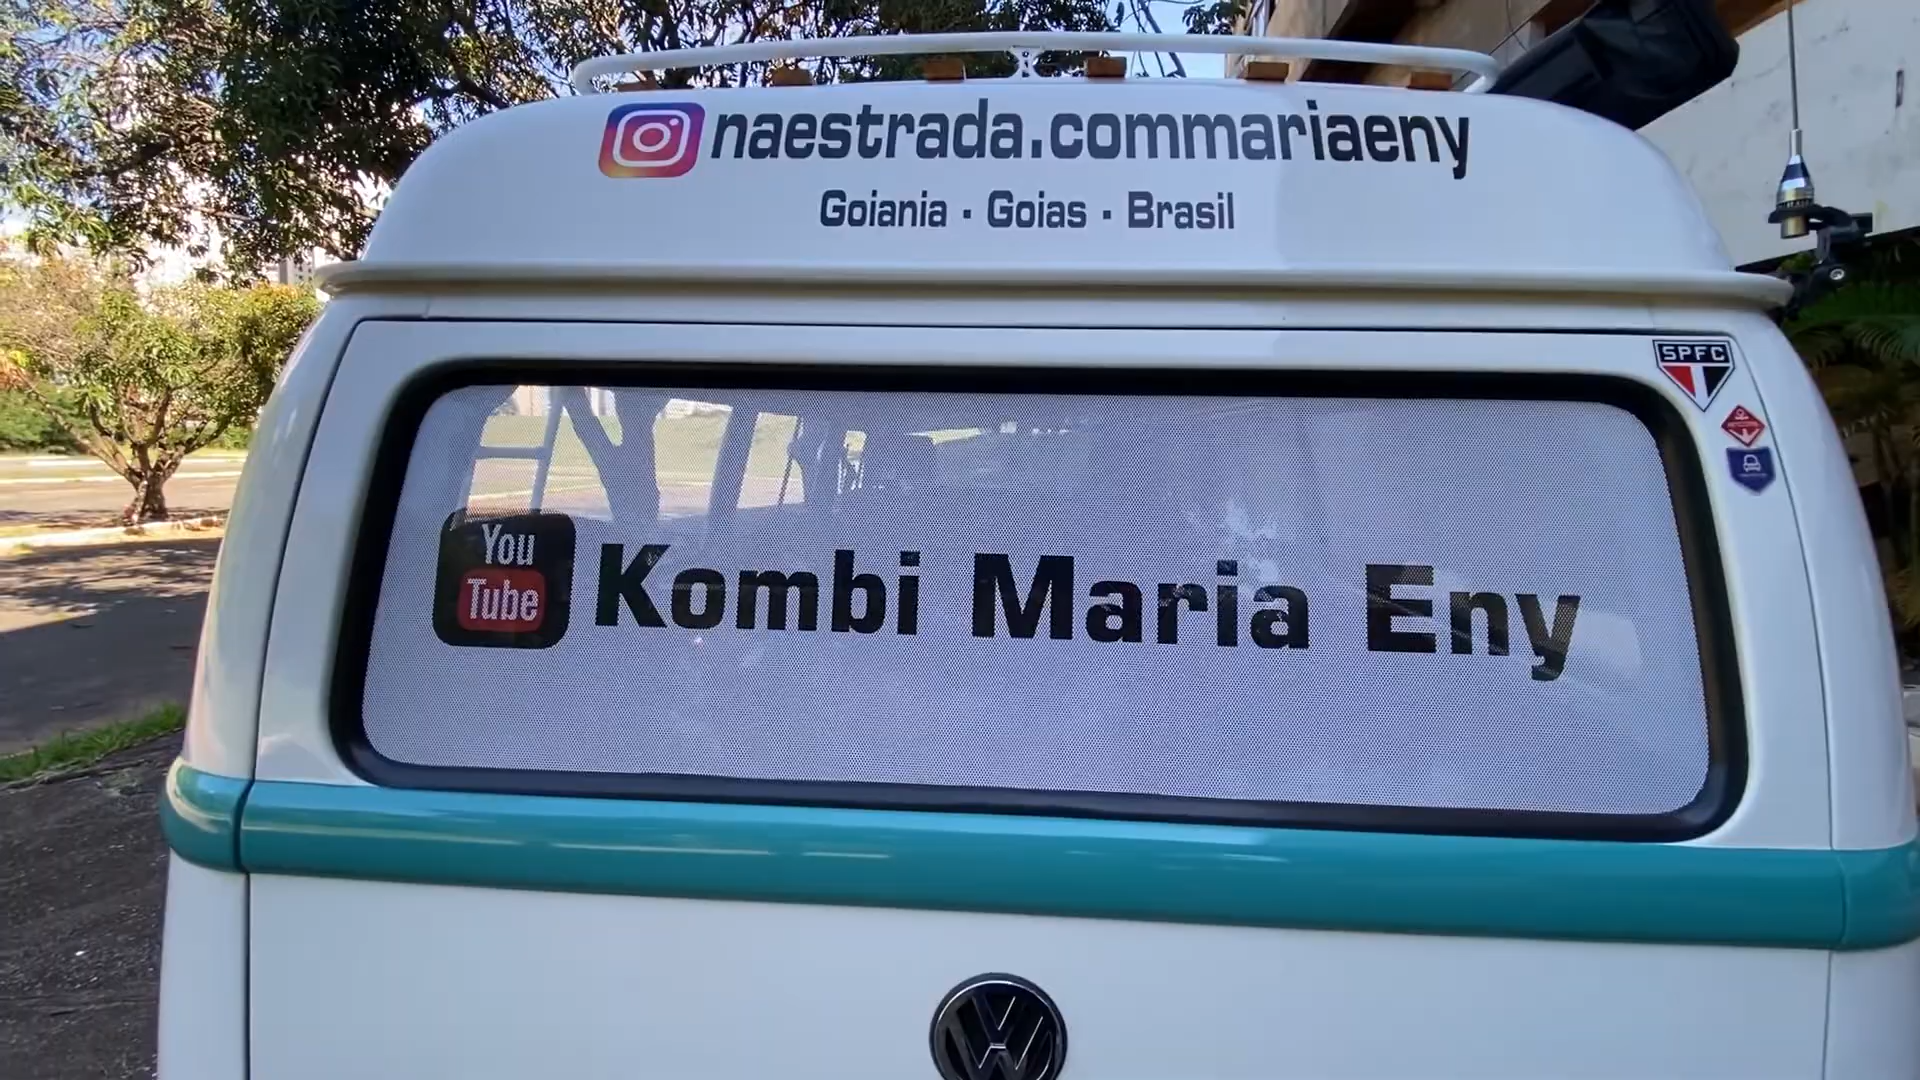 naestrada.commariaeny
Goiania · Goias · Brasil
SPFC
You
Tube
Kombi Maria Eny